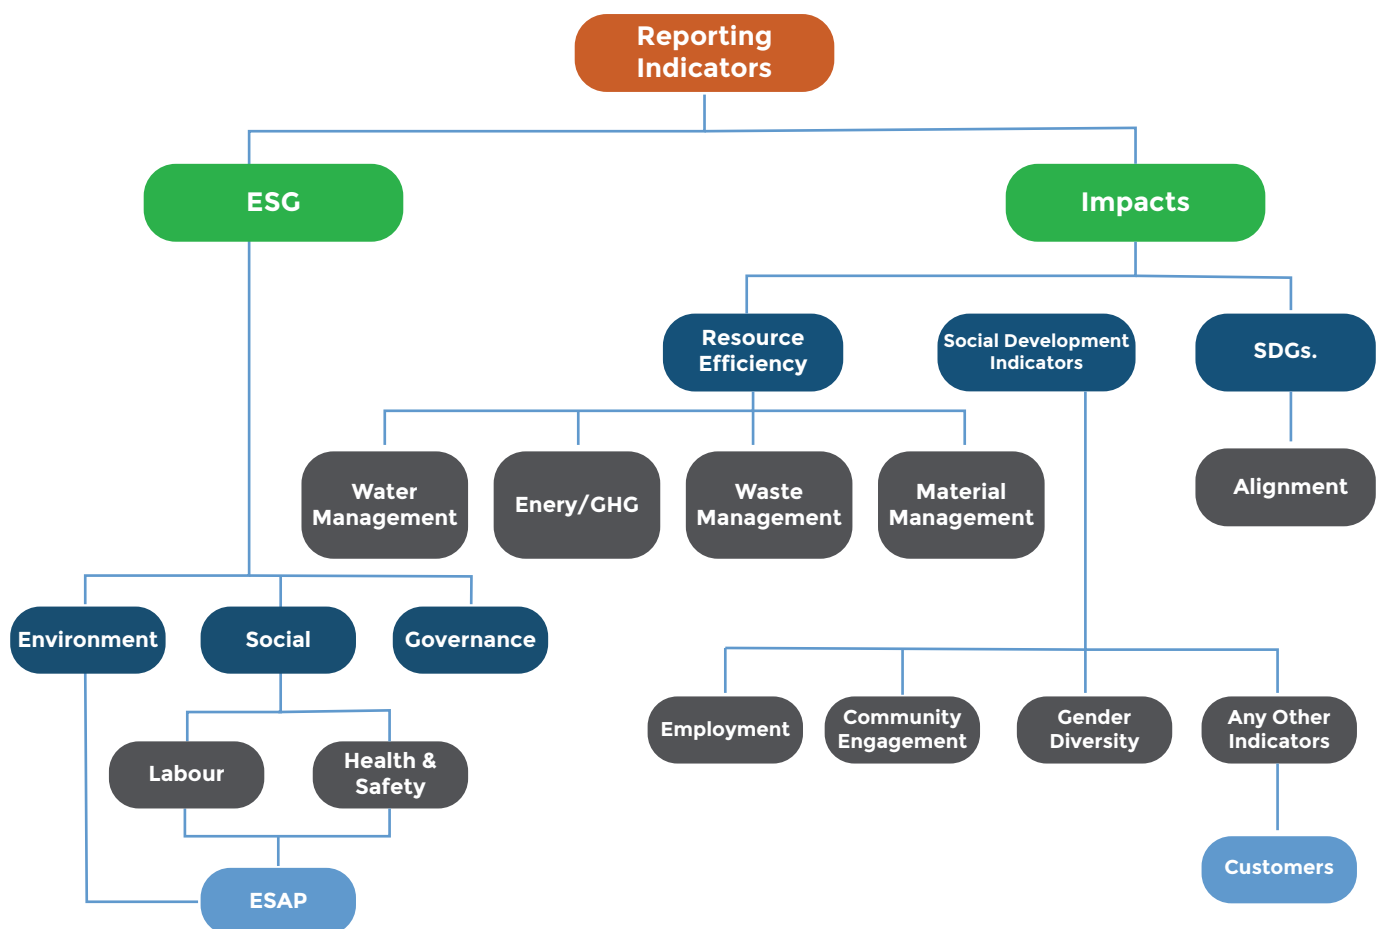 Reporting
Indicators
ESG
Impacts
Resource
Efficiency
Social Development
Indicators
SDGs.
Water
Management
Enery/GHG
Waste
Management
Material
Management
Alignment
Environment
Social
Governance
Employment
Community
Engagement
Gender
Diversity
Any Other
Indicators
Labour
Health &
Safety
Customers
ESAP